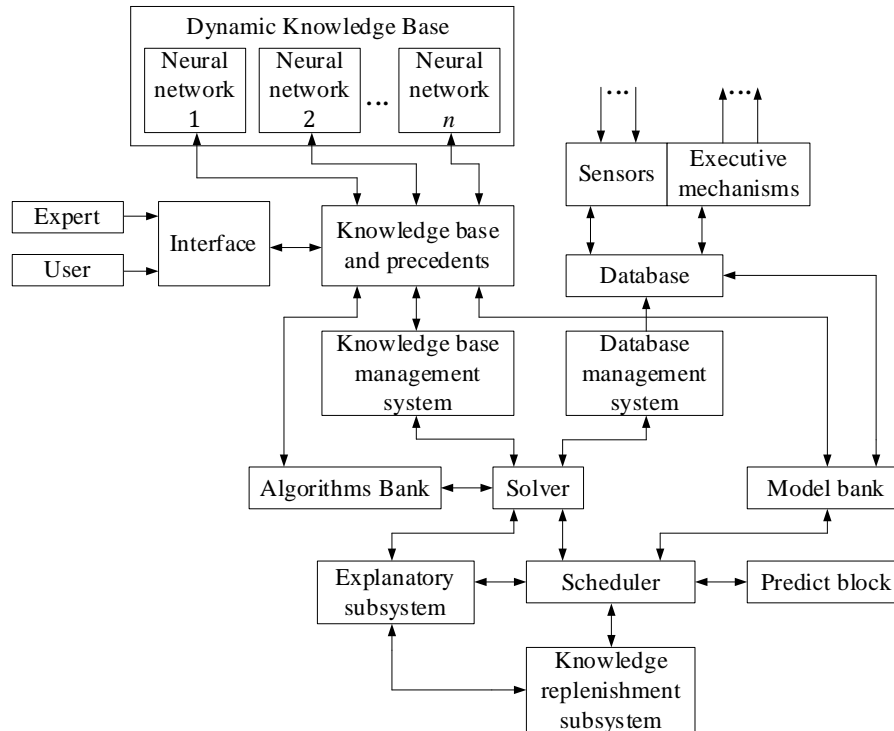 Dynamic Knowledge Base
Neural
network
1
Neural
network
2
...
Neural
network
n
...
...
Sensors
Executive
mechanisms
Expert
User
Interface
Knowledge base
and precedents
Database
Knowledge base
management
system
Database
management
system
Algorithms Bank
Solver
Model bank
Explanatory
subsystem
Scheduler
Predict block
Knowledge
replenishment
subsystem